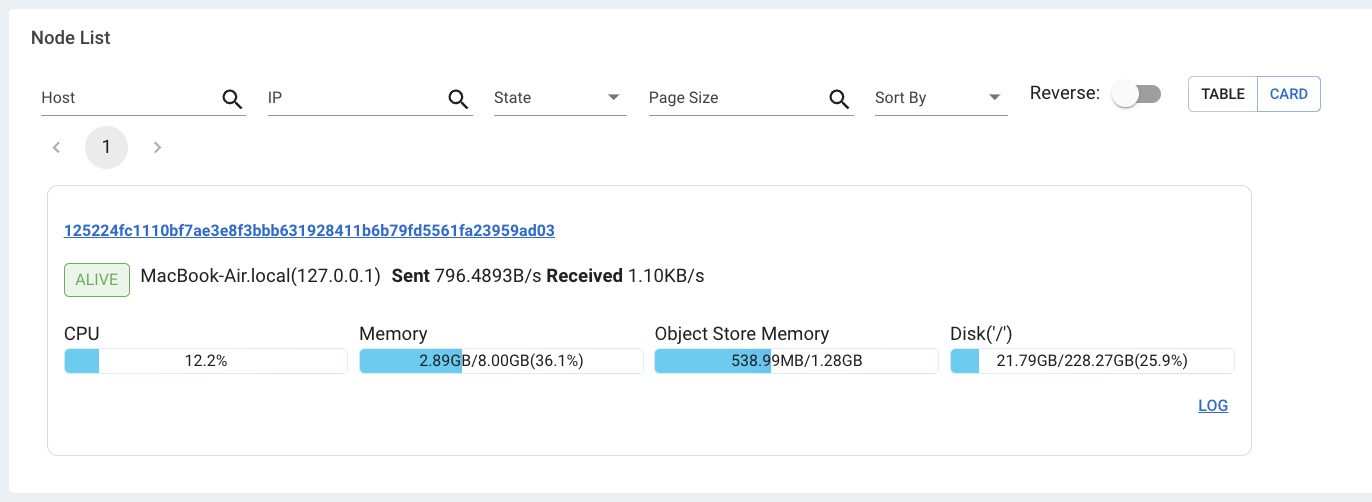 Node List
Host IP State Page Size Sort By Reverse: TABLE CARD
1
125224fc1110bf7ae3e8f3bbb631928411b6b79fd5561fa23959ad03
ALIVE MacBook-Air.local(127.0.0.1) Sent 796.4893B/s Received 1.10KB/s
CPU Memory Object Store Memory Disk('/')
12.2% 2.89GB/8.00GB(36.1%) 538.99MB/1.28GB 21.79GB/228.27GB(25.9%)
LOG